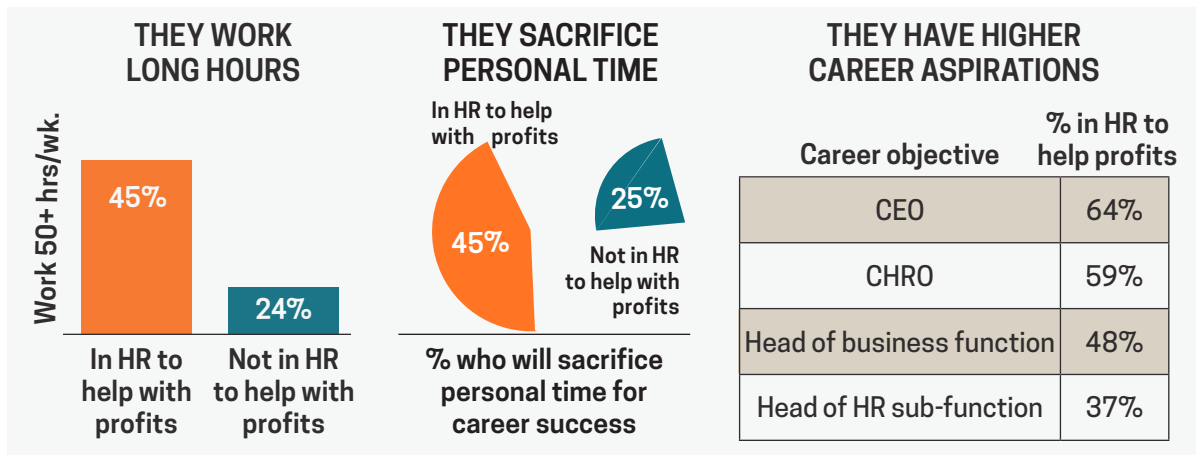 THEY WORK
LONG HOURS
Work 50+ hrs/wk.
45%
24%
In HR to
help with
profits
Not in HR
to help with
profits
THEY SACRIFICE
PERSONAL TIME
In HR to help
with profits
45%
25%
Not in HR
to help with
profits
% who will sacrifice
personal time for
career success
THEY HAVE HIGHER
CAREER ASPIRATIONS
Career objective
% in HR to
help profits
CEO 64%
CHRO 59%
Head of business function 48%
Head of HR sub-function 37%